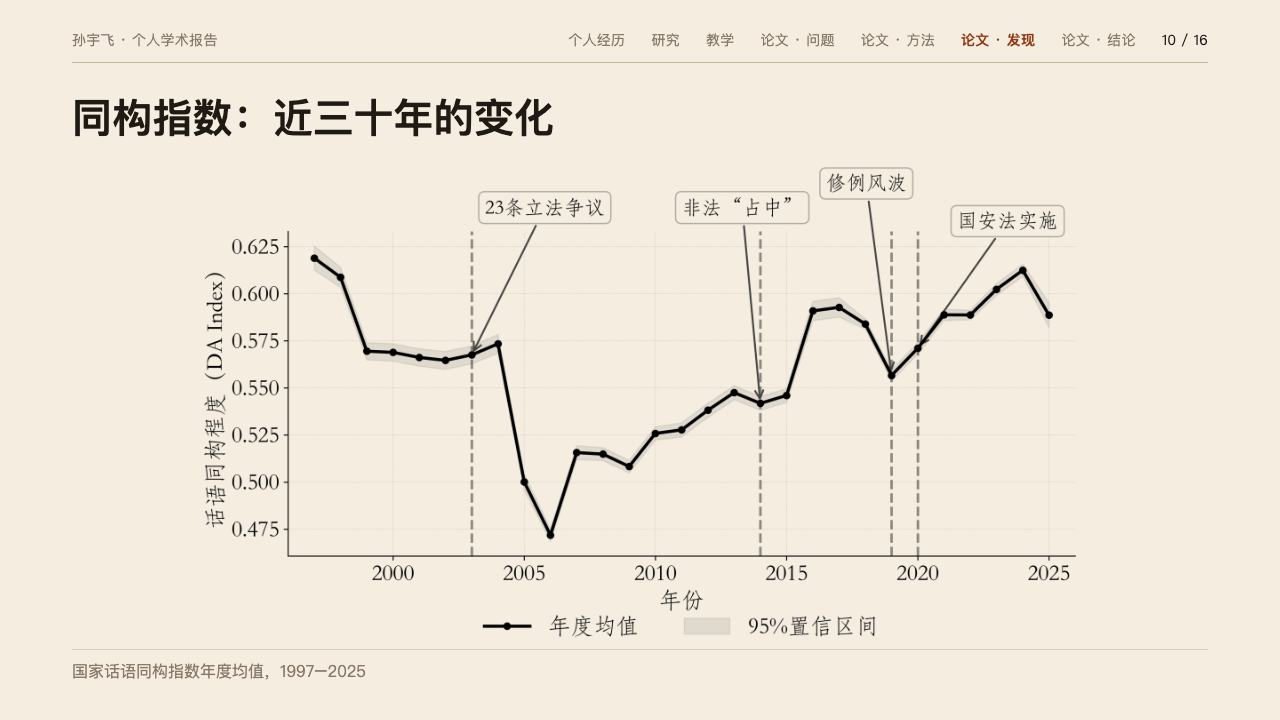 孙宇飞 · 个人学术报告
个人经历 研究 教学 论文 · 问题 论文 · 方法 论文 · 发现 论文 · 结论 10 / 16
同构指数：近三十年的变化
修例风波
23条立法争议
非法“占中”
国安法实施
话语同构程度（DA Index）
0.625
0.600
0.575
0.550
0.525
0.500
0.475
2000 2005 2010 2015 2020 2025
年份
年度均值 95%置信区间
国家话语同构指数年度均值，1997—2025